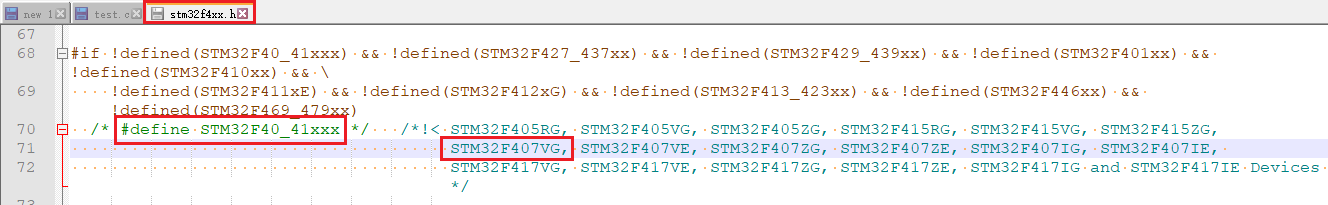 new 1 test.c stm32f4xx.h
67
68 #if !defined(STM32F40_41xxx) && !defined(STM32F427_437xx) && !defined(STM32F429_439xx) && !defined(STM32F401xx) &&
!defined(STM32F410xx) && \
69 !defined(STM32F411xE) && !defined(STM32F412xG) && !defined(STM32F413_423xx) && !defined(STM32F446xx) &&
!defined(STM32F469_479xx)
70 /* #define STM32F40_41xxx */ /*!< STM32F405RG, STM32F405VG, STM32F405ZG, STM32F415RG, STM32F415VG, STM32F415ZG,
71 STM32F407VG, STM32F407VE, STM32F407ZG, STM32F407ZE, STM32F407IG, STM32F407IE,
72 STM32F417VG, STM32F417VE, STM32F417ZG, STM32F417ZE, STM32F417IG and STM32F417IE Devices
*/
73